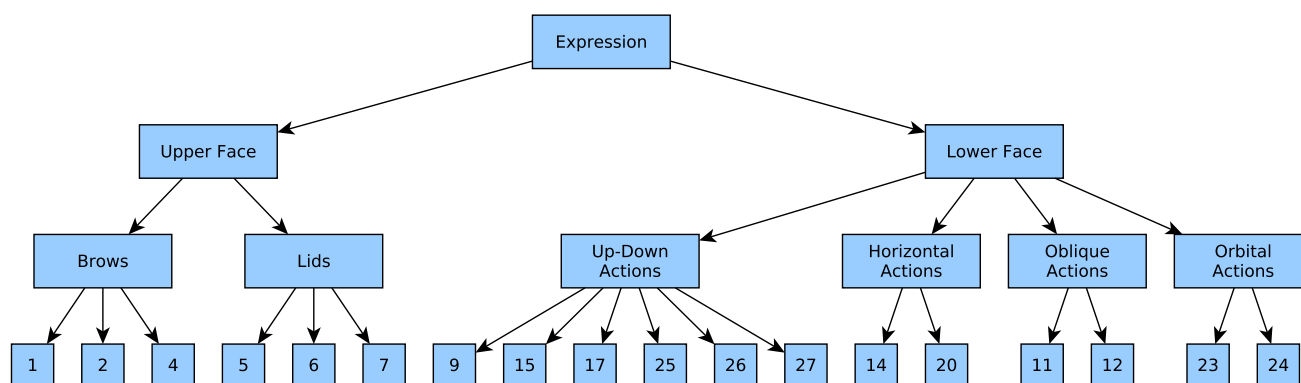 Expression
Upper Face
Lower Face
Brows
Lids
Up-Down
Actions
Horizontal
Actions
Oblique
Actions
Orbital
Actions
1 2 4 5 6 7 9 15 17 25 26 27 14 20 11 12 23 24